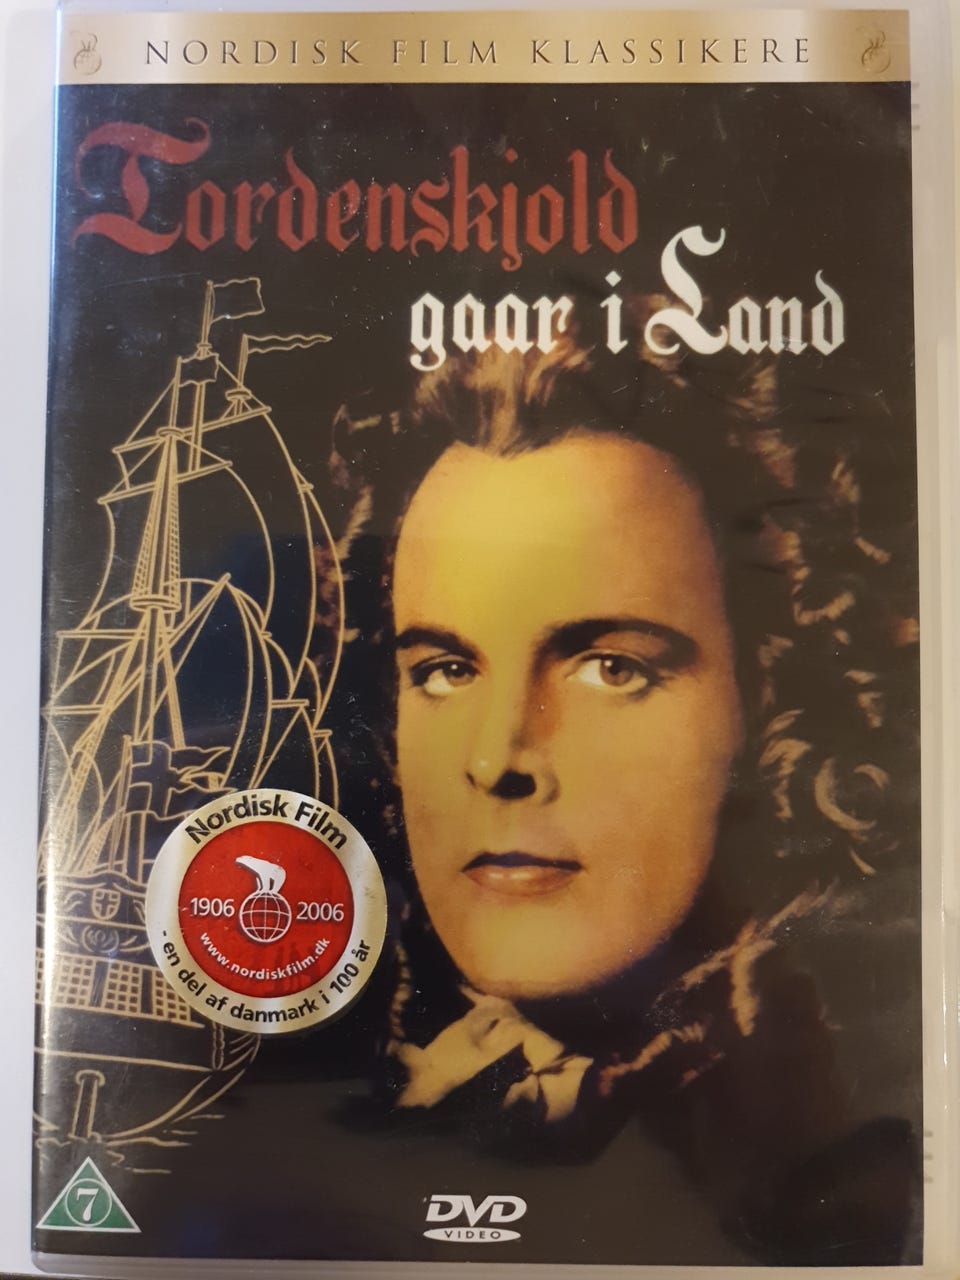 NORDISK FILM KLASSIKERE
Tordenskjold
gaar i Land
Nordisk Film
1906 2006
www.nordiskfilm.dk
- en del af danmark i 100 år
7
DVD
VIDEO